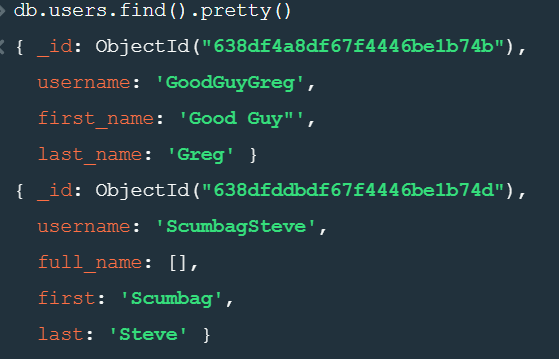 db.users.find().pretty()
{ _id: ObjectId("638df4a8df67f4446be1b74b"),
username: 'GoodGuyGreg',
first_name: 'Good Guy"',
last_name: 'Greg' }
{ _id: ObjectId("638dfddbdf67f4446be1b74d"),
username: 'ScumbagSteve',
full_name: [],
first: 'Scumbag',
last: 'Steve' }